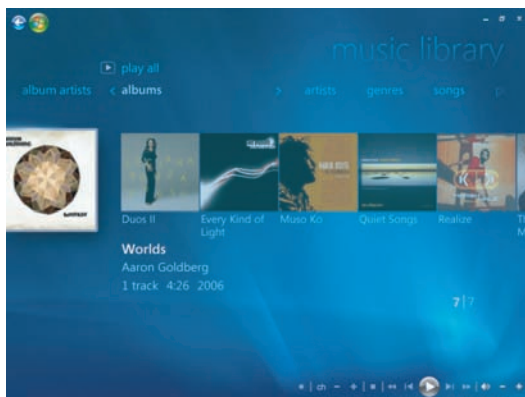 music library
play all
album artists < albums > artists genres songs p
Duos II Every Kind of Light Muso Ko Quiet Songs Realize
Worlds
Aaron Goldberg
1 track 4:26 2006
7|7
ch